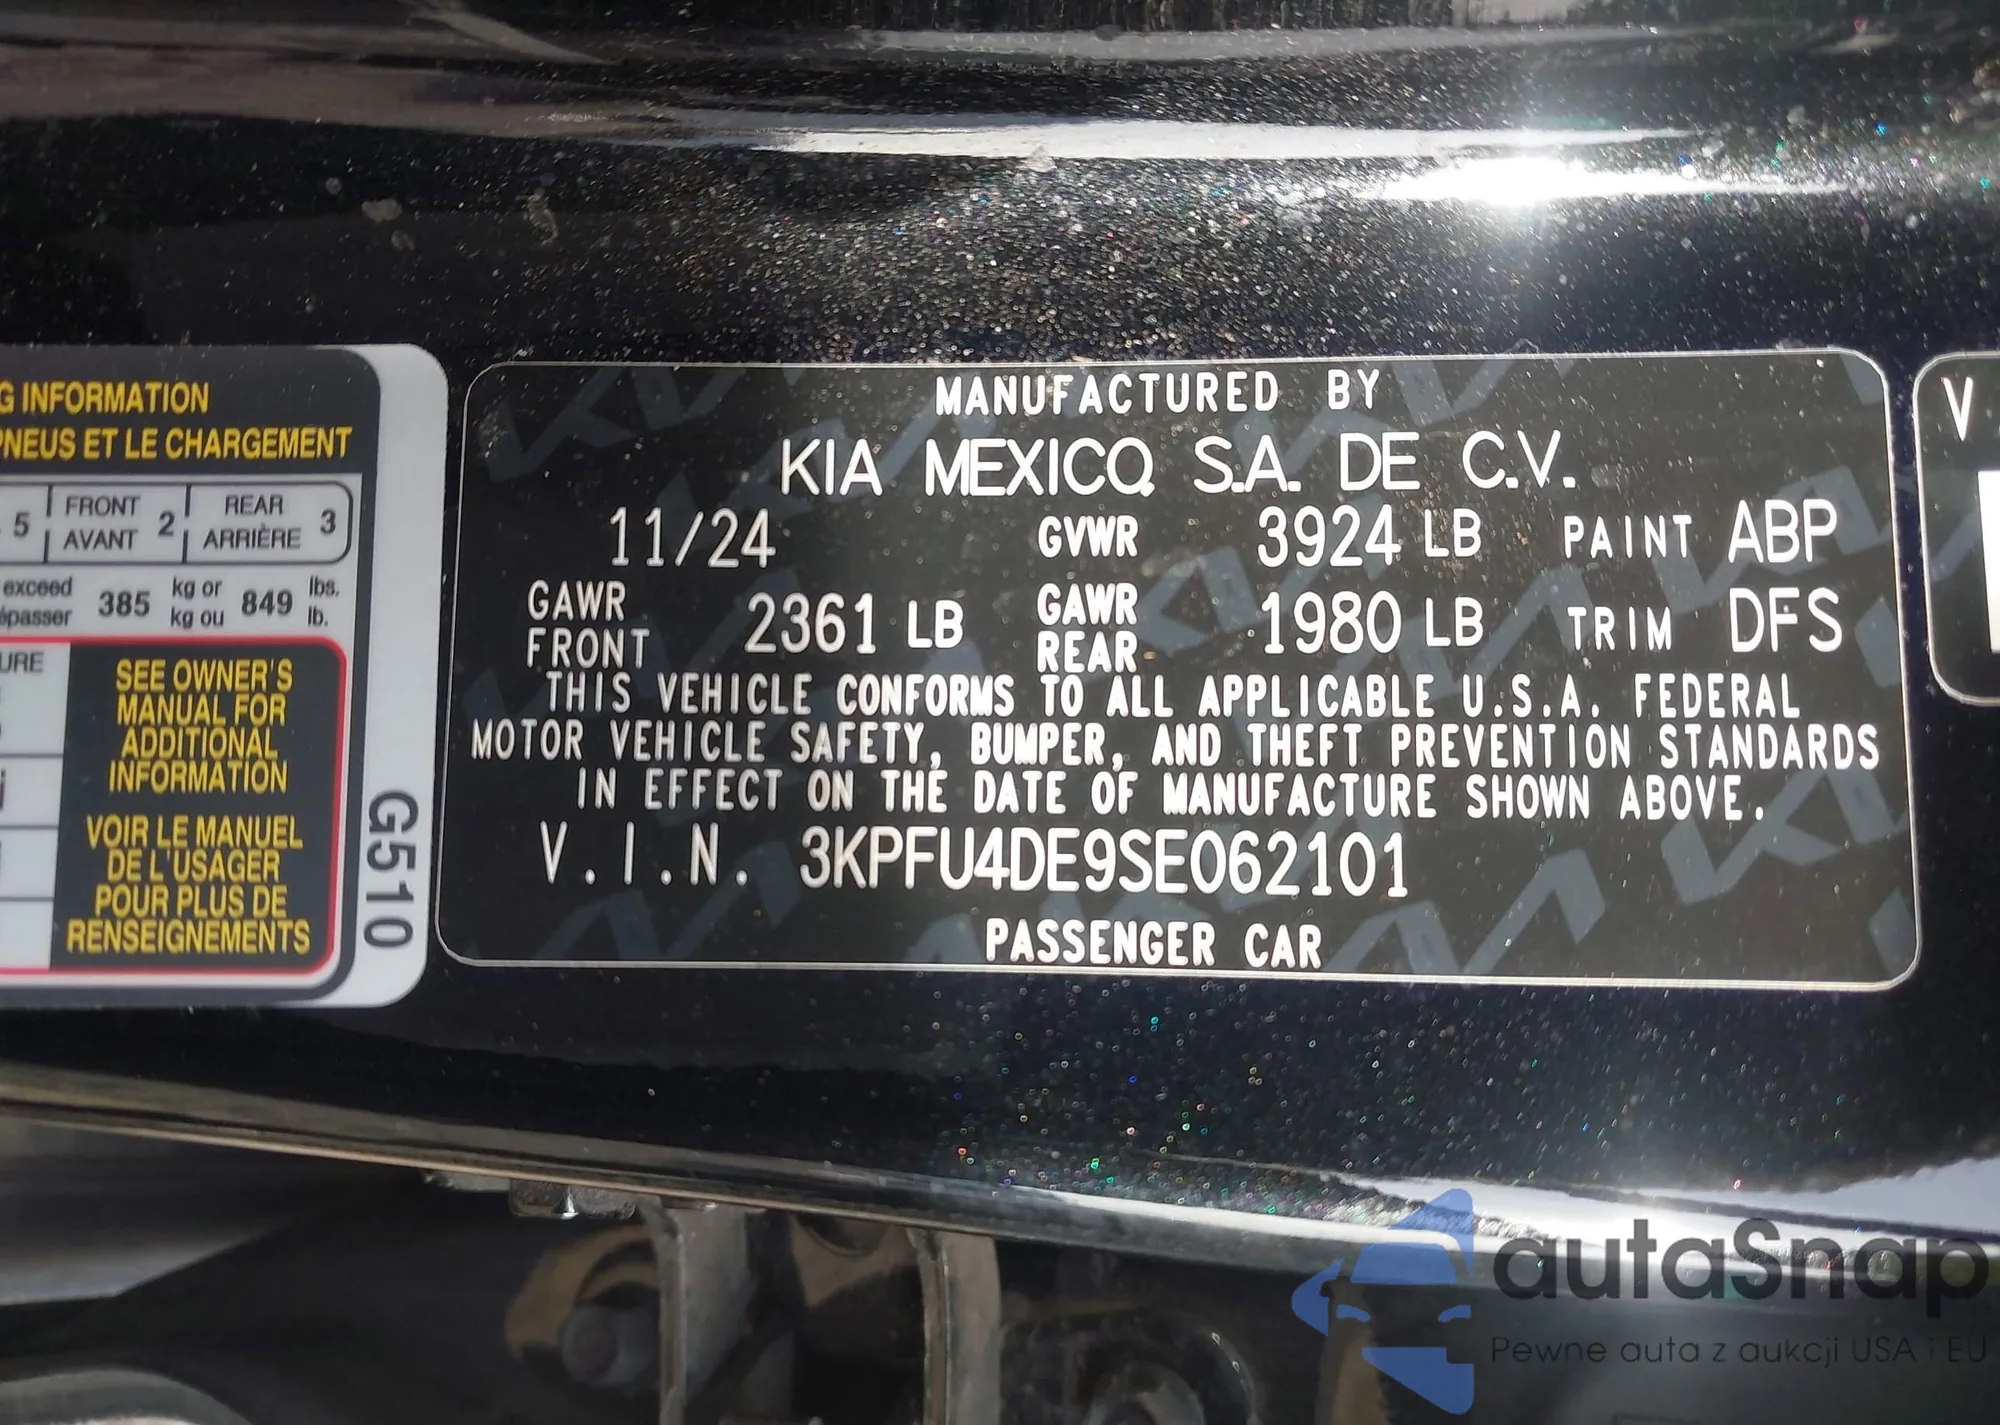 G INFORMATION
PNEUS ET LE CHARGEMENT
5 FRONT AVANT 2 REAR ARRIÈRE 3
exceed 385 kg or 849 lbs.
épasser kg ou lb.
URE
SEE OWNER'S
MANUAL FOR
ADDITIONAL
INFORMATION
VOIR LE MANUEL
DE L'USAGER
POUR PLUS DE
RENSEIGNEMENTS
G510
MANUFACTURED BY
KIA MEXICO S.A. DE C.V.
11/24 GVWR 3924 LB PAINT ABP
GAWR FRONT 2361 LB GAWR REAR 1980 LB TRIM DFS
THIS VEHICLE CONFORMS TO ALL APPLICABLE U.S.A. FEDERAL
MOTOR VEHICLE SAFETY, BUMPER, AND THEFT PREVENTION STANDARDS
IN EFFECT ON THE DATE OF MANUFACTURE SHOWN ABOVE.
V.I.N. 3KPFU4DE9SE062101
PASSENGER CAR
V
autaSnap
Pewne auta z aukcji USA i EU